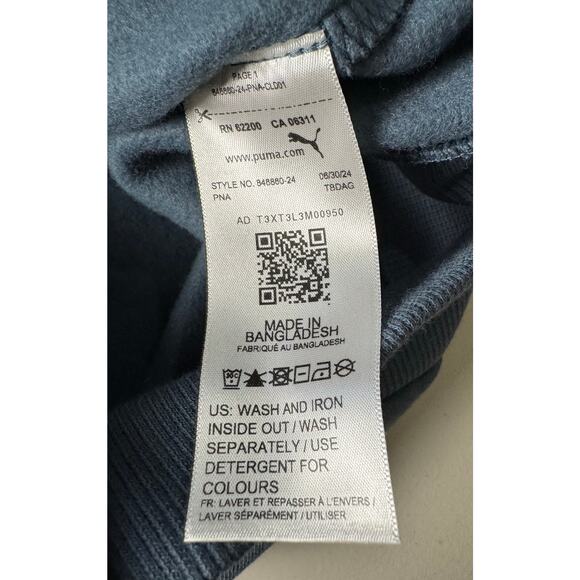 PAGE 1
848860-24-PNA-CLD01
RN 62200 CA 06311
www.puma.com
STYLE NO. 848860-24 06/30/24
PNA TBDAG
AD T3XT3L3M00950
MADE IN
BANGLADESH
FABRIQUÉ AU BANGLADESH
30C
US: WASH AND IRON
INSIDE OUT / WASH
SEPARATELY / USE
DETERGENT FOR
COLOURS
FR: LAVER ET REPASSER À L'ENVERS /
LAVER SÉPARÉMENT / UTILISER